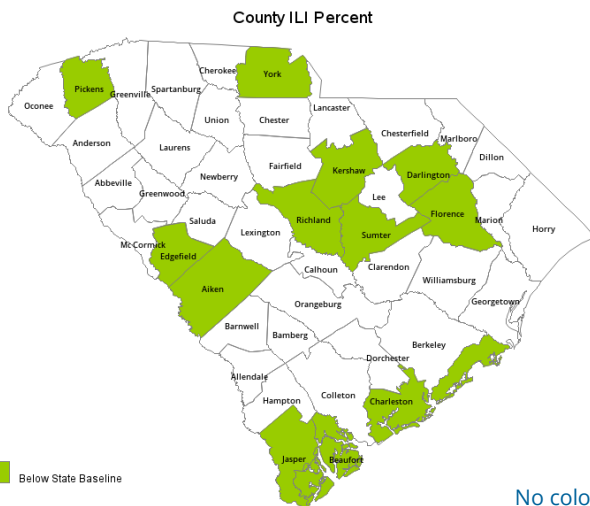 County ILI Percent
Cherokee
York
Pickens
Greenville
Spartanburg
Oconee
Lancaster
Union
Chester
Chesterfield
Marlboro
Anderson
Laurens
Dillon
Fairfield
Kershaw
Darlington
Abbeville
Newberry
Greenwood
Lee
Saluda
Richland
Florence
Marion
Lexington
Sumter
Horry
McCormick
Edgefield
Calhoun
Clarendon
Aiken
Williamsburg
Orangeburg
Georgetown
Barnwell
Bamberg
Berkeley
Dorchester
Allendale
Colleton
Hampton
Charleston
Jasper
Beaufort
Below State Baseline
No colo